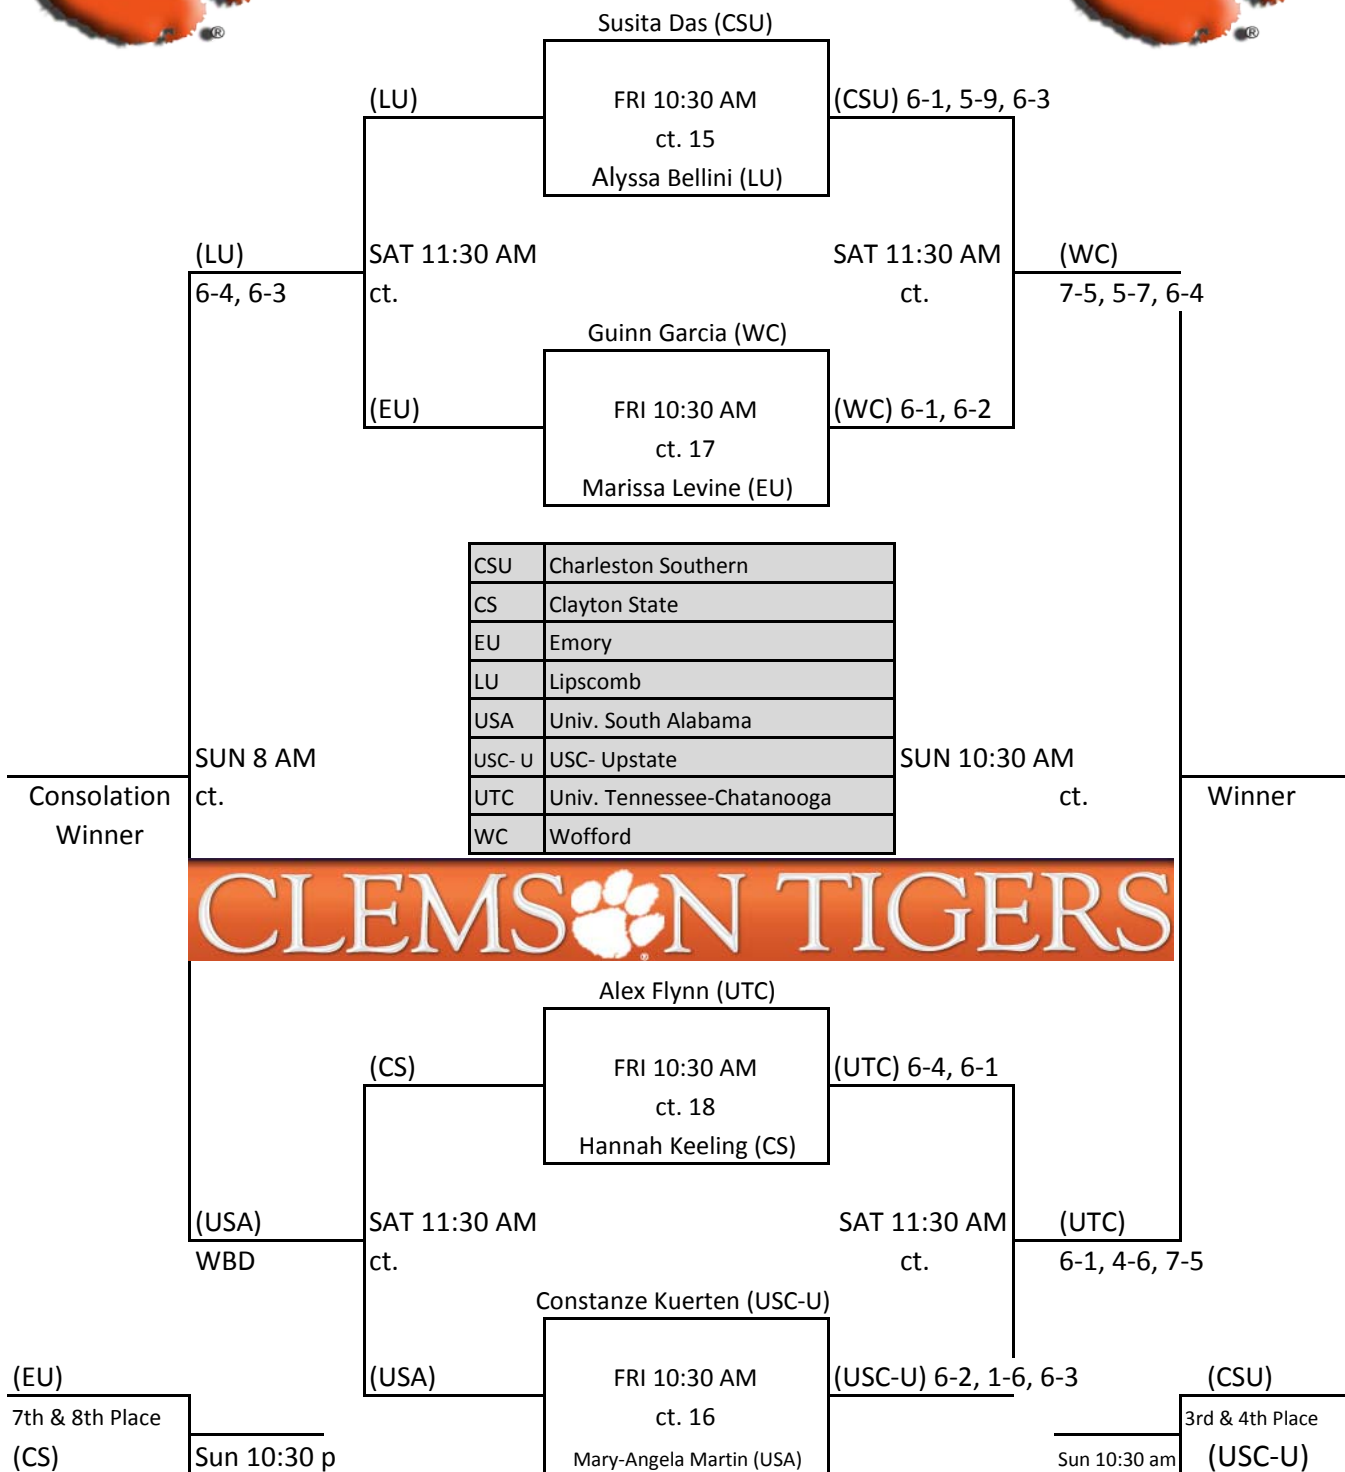 ®
®
Susita Das (CSU)
(LU)
FRI 10:30 AM
(CSU) 6-1, 5-9, 6-3
ct. 15
Alyssa Bellini (LU)
(LU)
SAT 11:30 AM
SAT 11:30 AM
(WC)
6-4, 6-3
ct.
ct.
7-5, 5-7, 6-4
Guinn Garcia (WC)
(EU)
FRI 10:30 AM
(WC) 6-1, 6-2
ct. 17
Marissa Levine (EU)
CSU Charleston Southern
CS Clayton State
EU Emory
LU Lipscomb
USA Univ. South Alabama
USC- U USC- Upstate
UTC Univ. Tennessee-Chatanooga
WC Wofford
SUN 8 AM
SUN 10:30 AM
Consolation
Winner
ct.
ct.
Winner
CLEMSON TIGERS
®
Alex Flynn (UTC)
(CS)
FRI 10:30 AM
(UTC) 6-4, 6-1
ct. 18
Hannah Keeling (CS)
(USA)
SAT 11:30 AM
SAT 11:30 AM
(UTC)
WBD
ct.
ct.
6-1, 4-6, 7-5
Constanze Kuerten (USC-U)
(EU)
(USA)
FRI 10:30 AM
(USC-U) 6-2, 1-6, 6-3
(CSU)
7th & 8th Place
ct. 16
3rd & 4th Place
(CS)
Sun 10:30 p
Mary-Angela Martin (USA)
Sun 10:30 am
(USC-U)